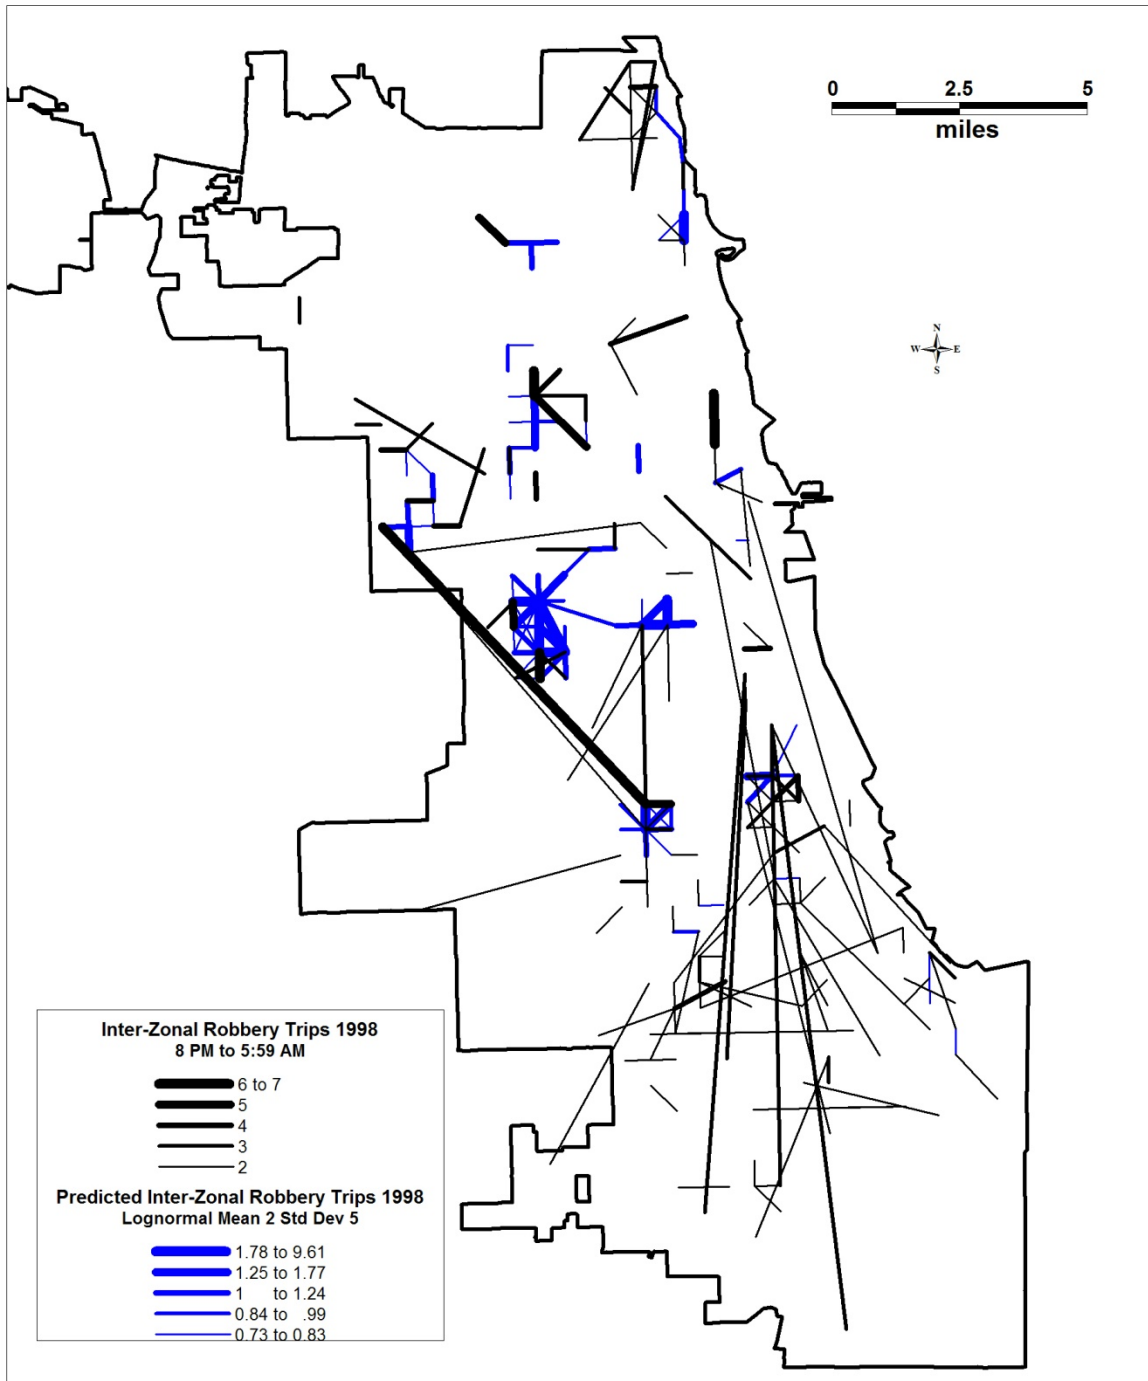 0 2.5 5
miles
N
W E
S
Inter-Zonal Robbery Trips 1998
8 PM to 5:59 AM
6 to 7
5
4
3
2
Predicted Inter-Zonal Robbery Trips 1998
Lognormal Mean 2 Std Dev 5
1.78 to 9.61
1.25 to 1.77
1 to 1.24
0.84 to .99
0.73 to 0.83